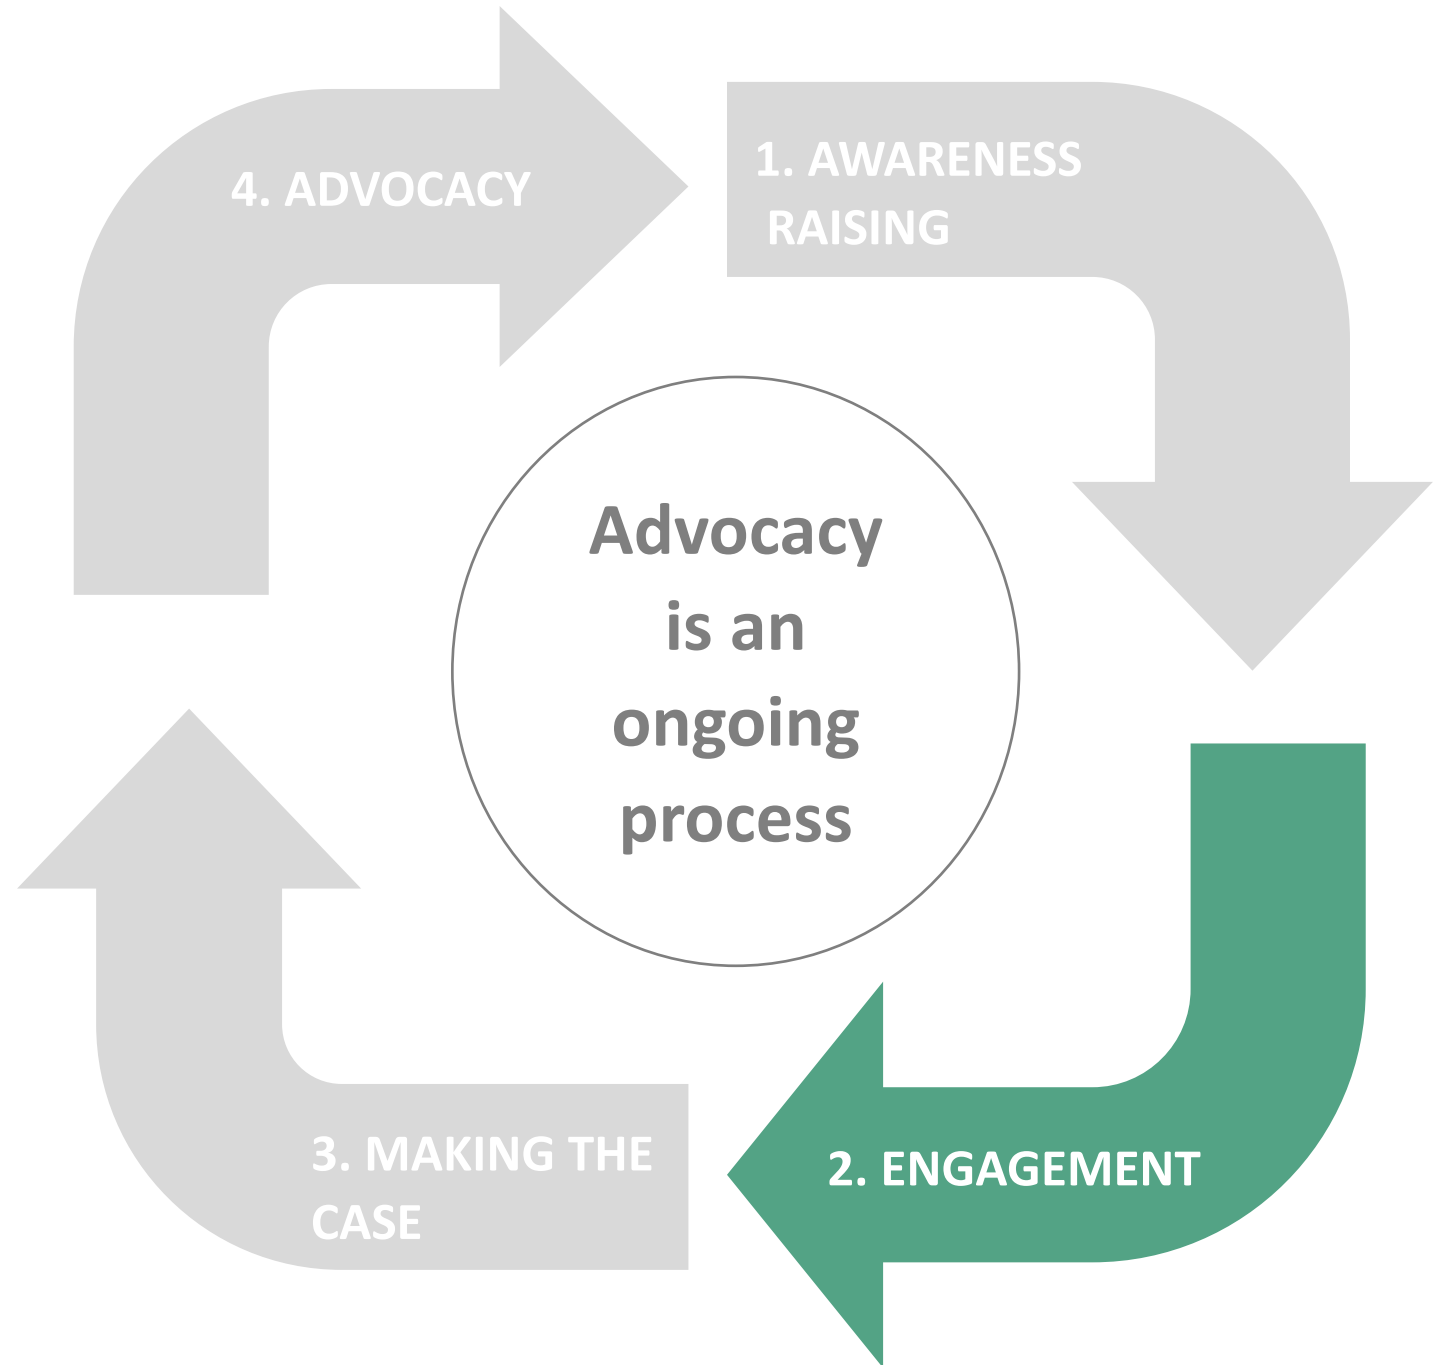 4. ADVOCACY
1. AWARENESS
RAISING
Advocacy
is an
ongoing
process
3. MAKING THE
CASE
2. ENGAGEMENT